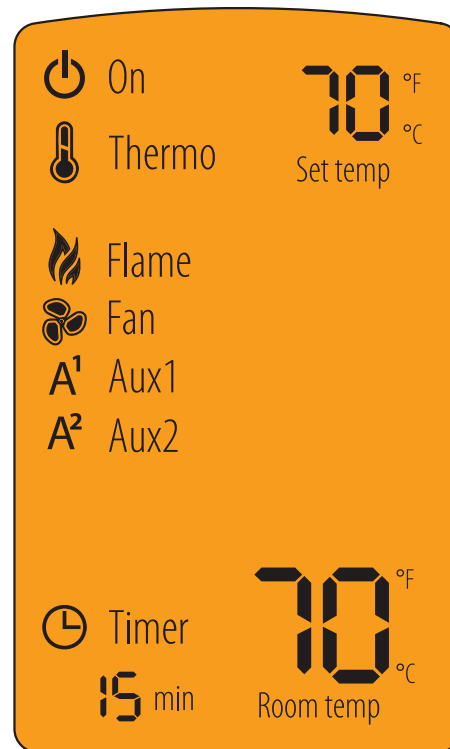 On
70 °F
°C
Thermo
Set temp
Flame
Fan
A¹ Aux1
A² Aux2
70 °F
°C
Timer
15 min
Room temp